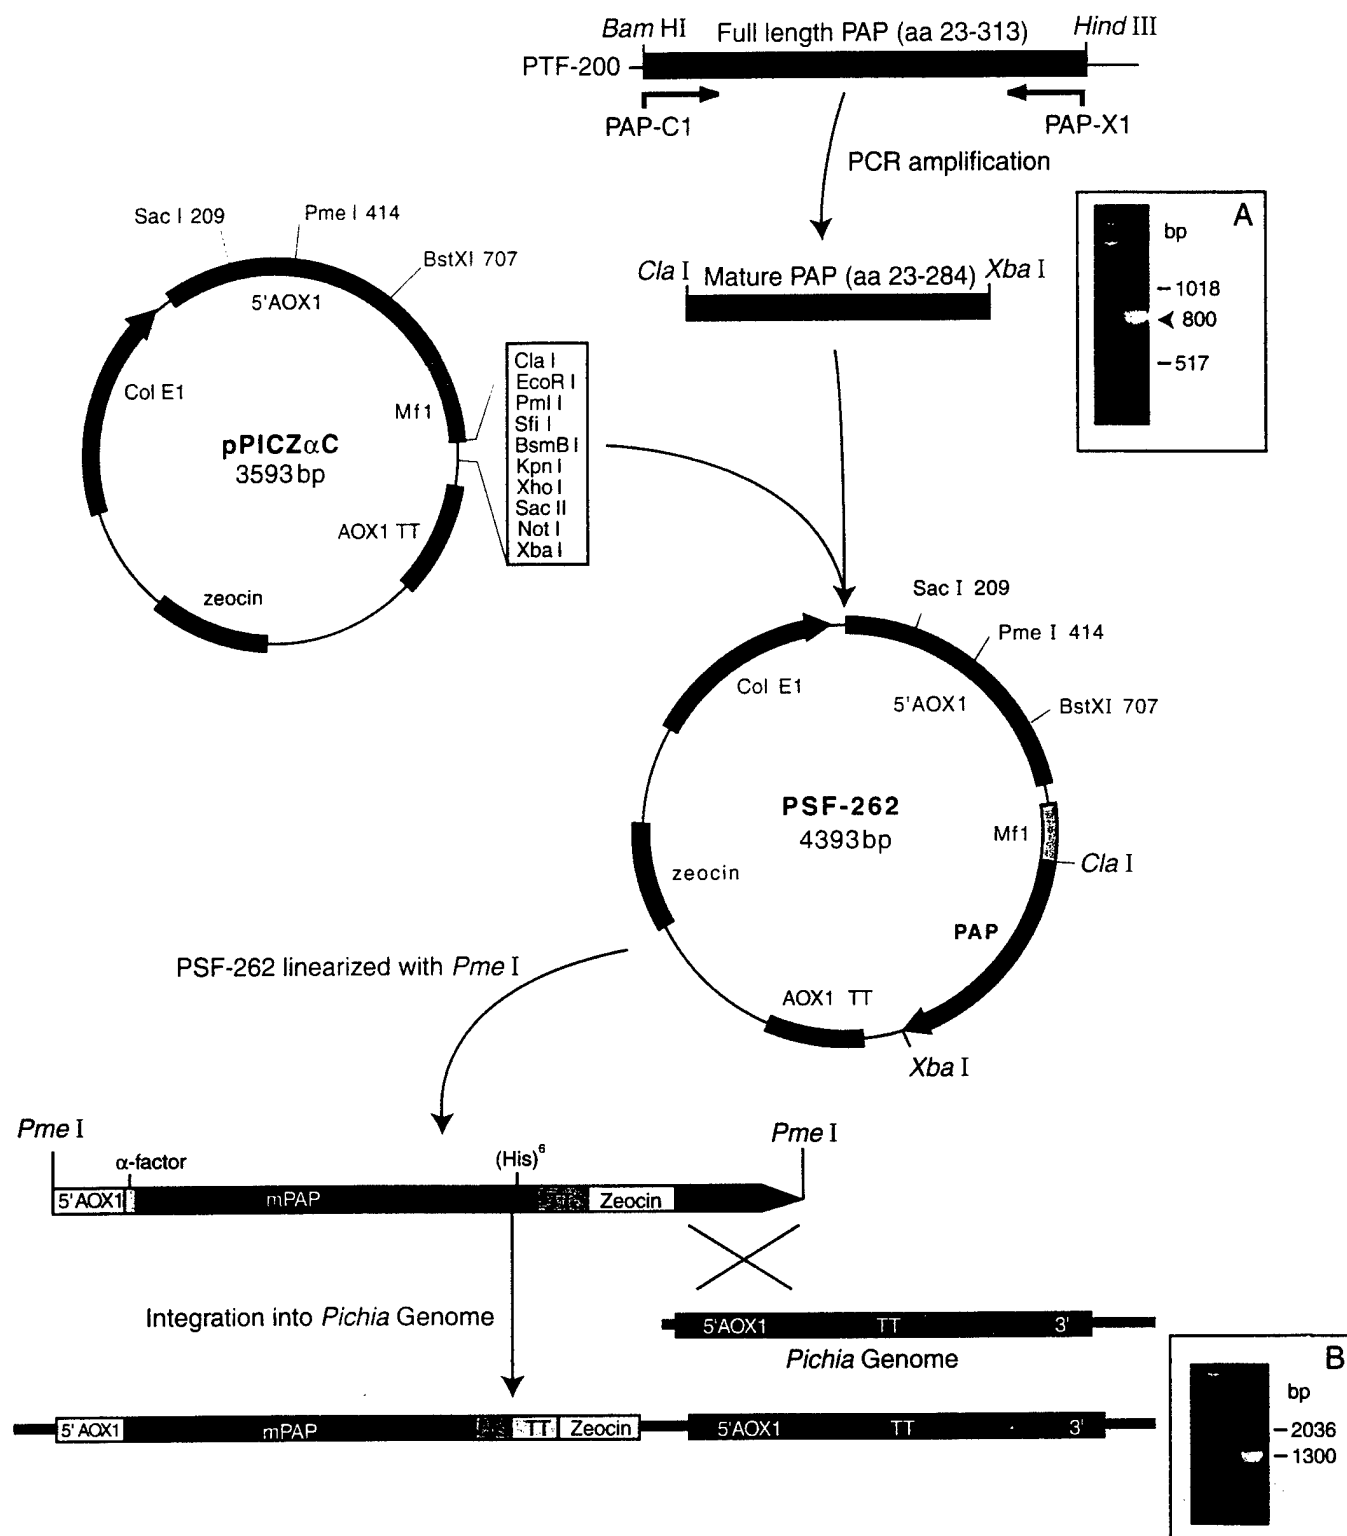 Bam HI
Full length PAP (aa 23-313)
Hind III
PTF-200
PAP-C1
PAP-X1
PCR amplification
A
bp
1018
800
517
Cla I
Mature PAP (aa 23-284)
Xba I
Sac I 209
Pme I 414
BstXI 707
5'AOX1
Col E1
Mf1
pPICZαC
3593bp
AOX1 TT
zeocin
Cla I
EcoR I
Pml I
Sfi I
BsmB I
Kpn I
Xho I
Sac II
Not I
Xba I
Sac I 209
Pme I 414
Col E1
5'AOX1
BstXI 707
PSF-262
4393bp
Mf1
Cla I
zeocin
PAP
AOX1 TT
Xba I
PSF-262 linearized with Pme I
Pme I
Pme I
α-factor
(His)6
5' AOX1
mPAP
Zeocin
Integration into Pichia Genome
5'AOX1 TT 3'
Pichia Genome
5' AOX1
mPAP
TT
Zeocin
5'AOX1 TT 3'
B
bp
2036
1300